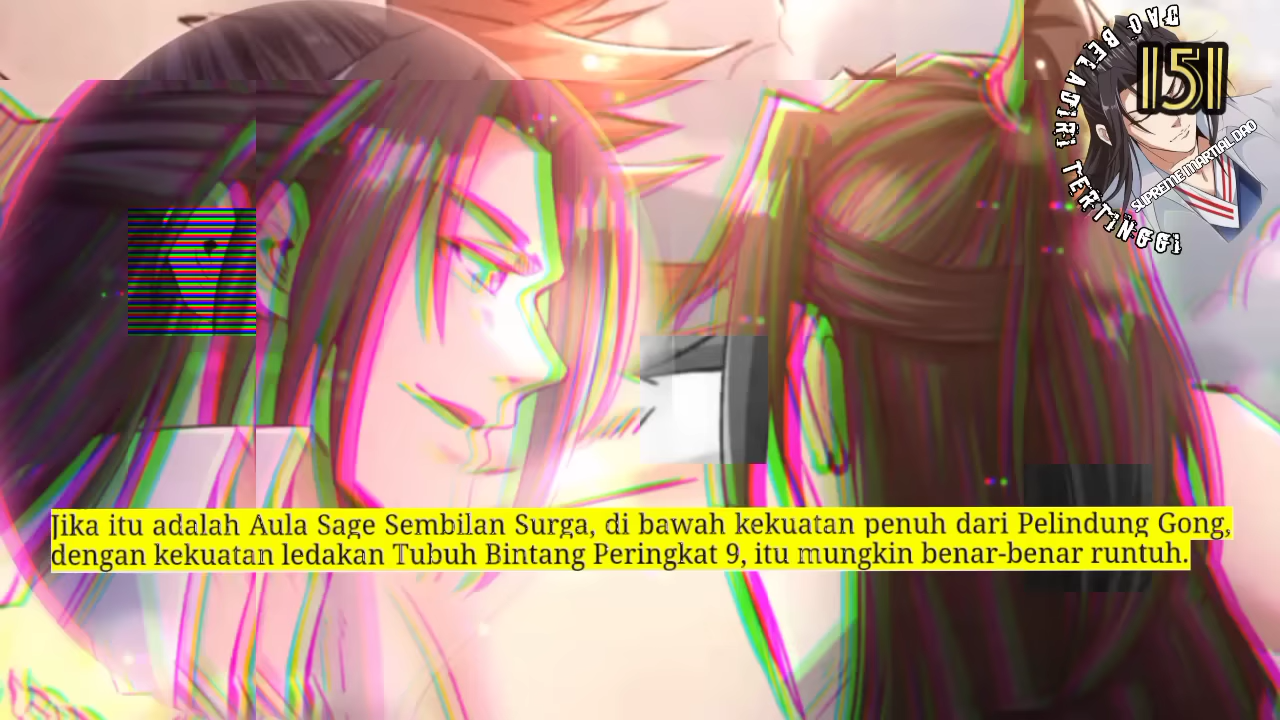 DAO BELADIRI TERTINGGI
151
SUPREME MARTIAL DAO
Jika itu adalah Aula Sage Sembilan Surga, di bawah kekuatan penuh dari Pelindung Gong,
dengan kekuatan ledakan Tubuh Bintang Peringkat 9, itu mungkin benar-benar runtuh.